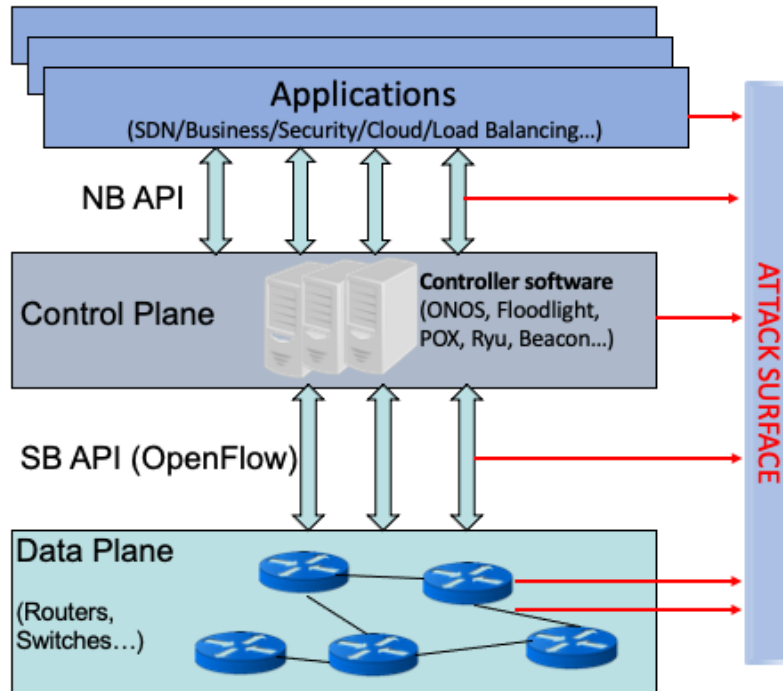 Applications
(SDN/Business/Security/Cloud/Load Balancing...)
NB API
Control Plane
Controller software
(ONOS, Floodlight,
POX, Ryu, Beacon...)
SB API (OpenFlow)
Data Plane
(Routers,
Switches...)
ATTACK SURFACE